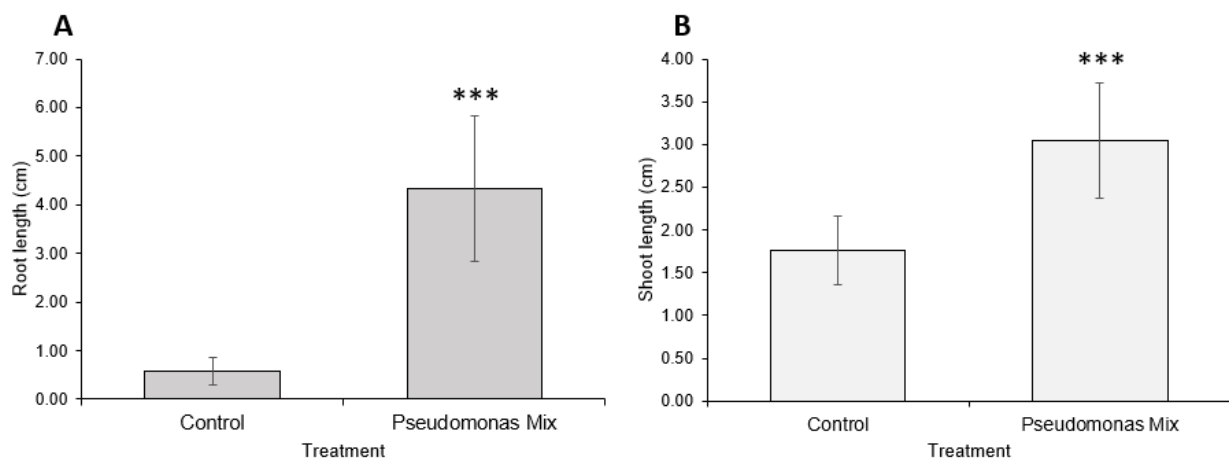 A
7.00
6.00
5.00
4.00
3.00
2.00
1.00
0.00
Root length (cm)
***
Control
Pseudomonas Mix
Treatment
B
4.00
3.50
3.00
2.50
2.00
1.50
1.00
0.50
0.00
Shoot length (cm)
***
Control
Pseudomonas Mix
Treatment